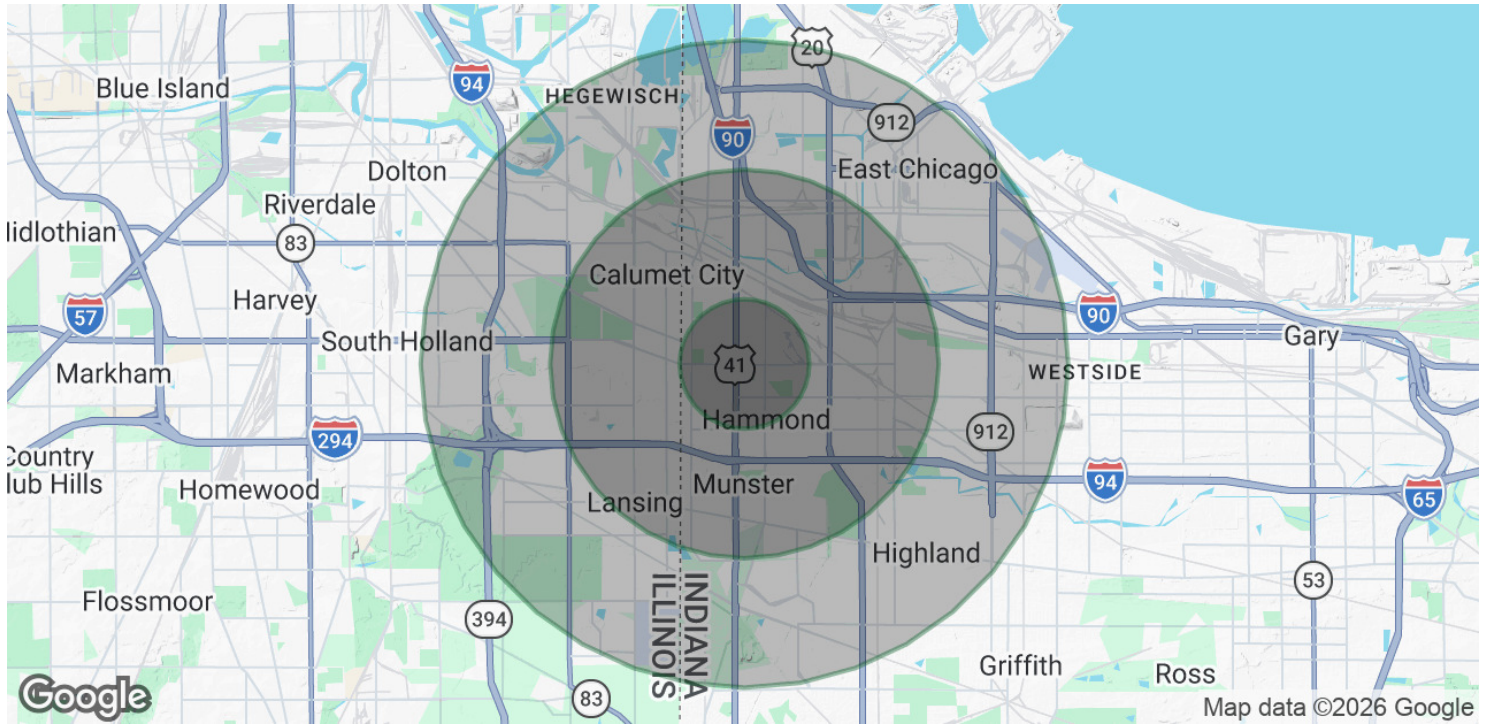 20
Blue Island
94
HEGEWISCH
912
90
East Chicago
Dolton
Riverdale
Midlothian
83
Calumet City
Harvey
57
90
Gary
South Holland
41
Markham
WESTSIDE
Hammond
294
912
Country
Club Hills
94
Homewood
Munster
65
Lansing
Highland
53
Flossmoor
394
INDIANA
ILLINOIS
Griffith
Ross
83
Google
Map data ©2026 Google